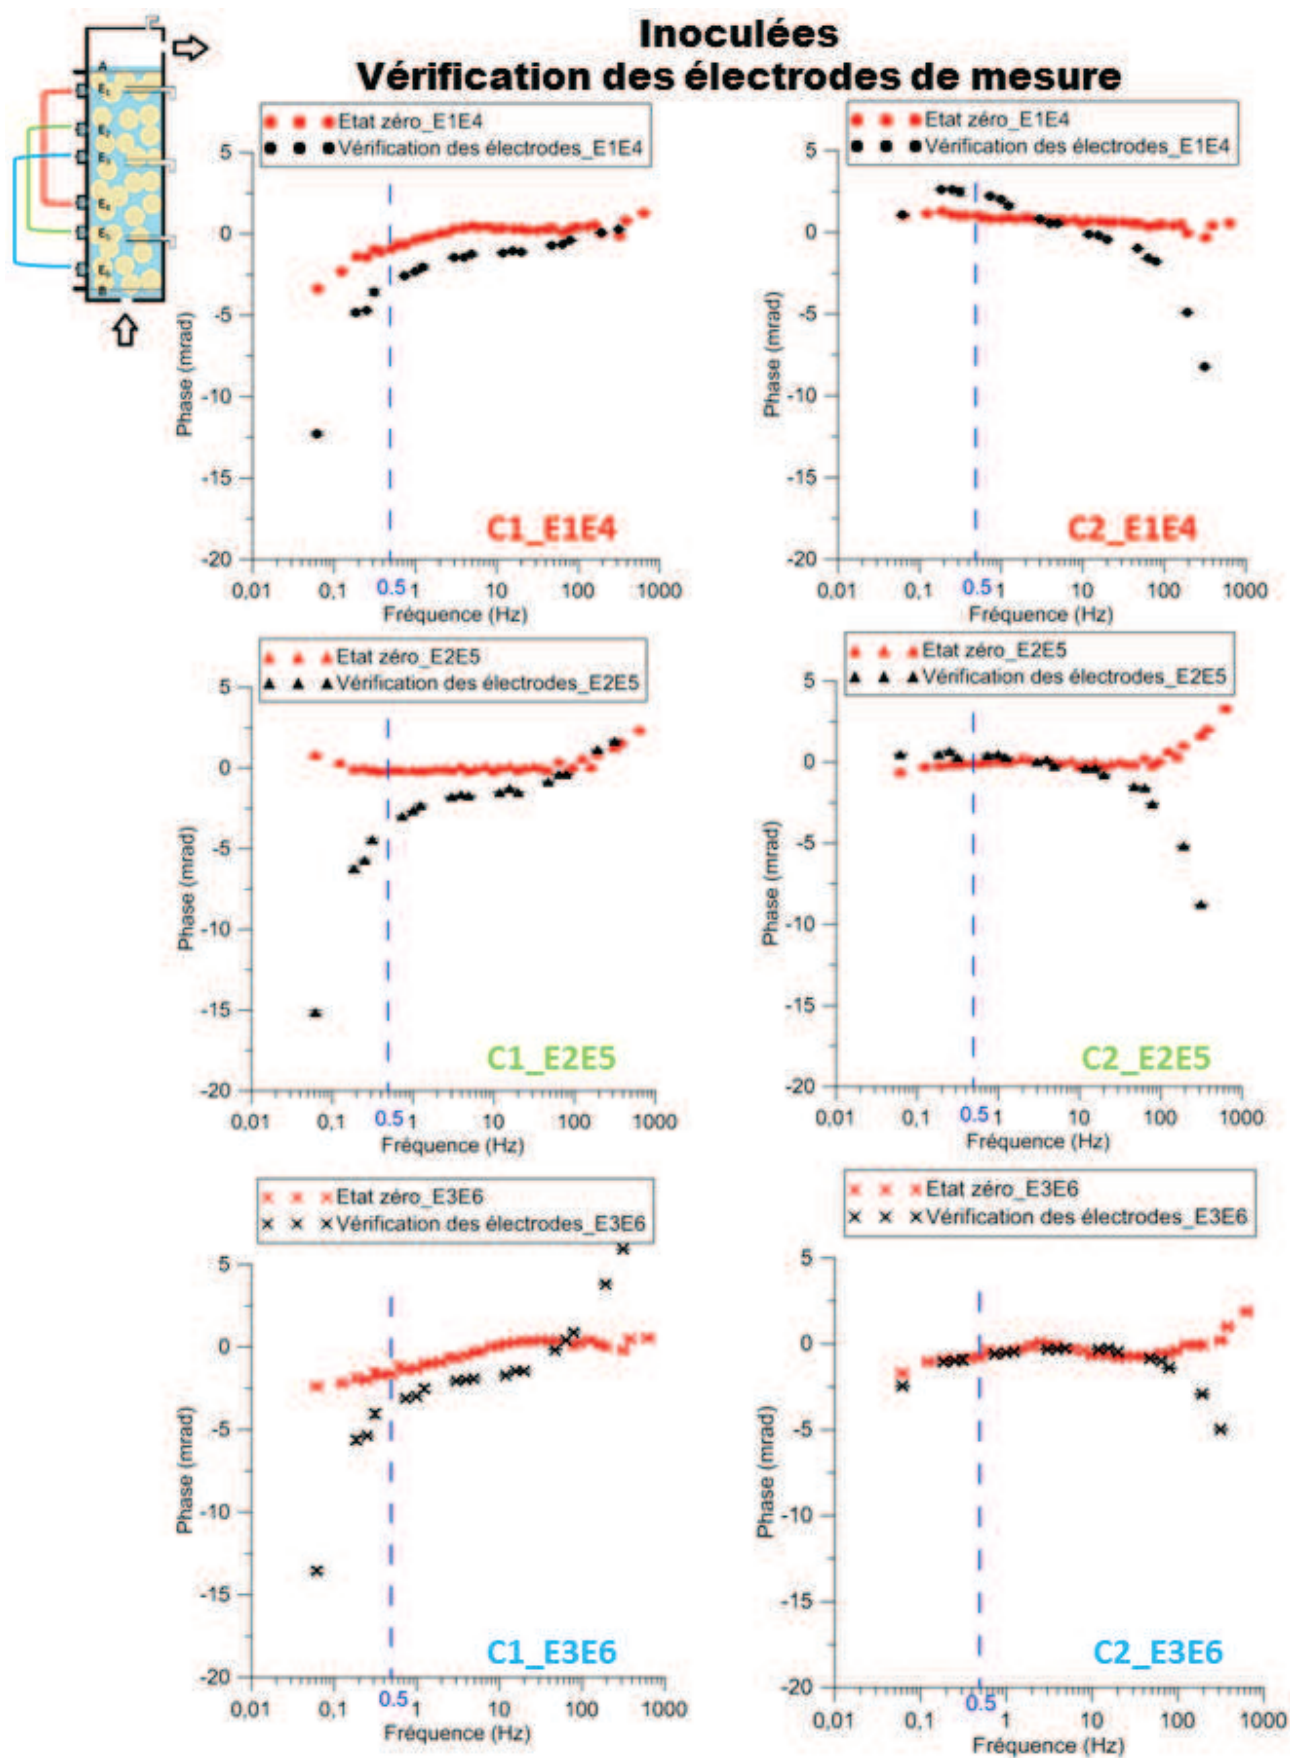 Inoculées
Vérification des électrodes de mesure
A
E1
E2
E3
E4
E5
E6
B
Etat zéro_E1E4
Vérification des électrodes_E1E4
5
0
-5
-10
-15
-20
Phase (mrad)
0,01 0,1 0.5 1 10 100 1000
Fréquence (Hz)
C1_E1E4
Etat zéro_E1E4
Vérification des électrodes_E1E4
5
0
-5
-10
-15
-20
Phase (mrad)
0,01 0,1 0.5 1 10 100 1000
Fréquence (Hz)
C2_E1E4
Etat zéro_E2E5
Vérification des électrodes_E2E5
5
0
-5
-10
-15
-20
Phase (mrad)
0,01 0,1 0.5 1 10 100 1000
Fréquence (Hz)
C1_E2E5
Etat zéro_E2E5
Vérification des électrodes_E2E5
5
0
-5
-10
-15
-20
Phase (mrad)
0,01 0,1 0.5 1 10 100 1000
Fréquence (Hz)
C2_E2E5
Etat zéro_E3E6
Vérification des électrodes_E3E6
5
0
-5
-10
-15
-20
Phase (mrad)
0,01 0,1 0.5 1 10 100 1000
Fréquence (Hz)
C1_E3E6
Etat zéro_E3E6
Vérification des électrodes_E3E6
5
0
-5
-10
-15
-20
Phase (mrad)
0,01 0,1 0.5 1 10 100 1000
Fréquence (Hz)
C2_E3E6